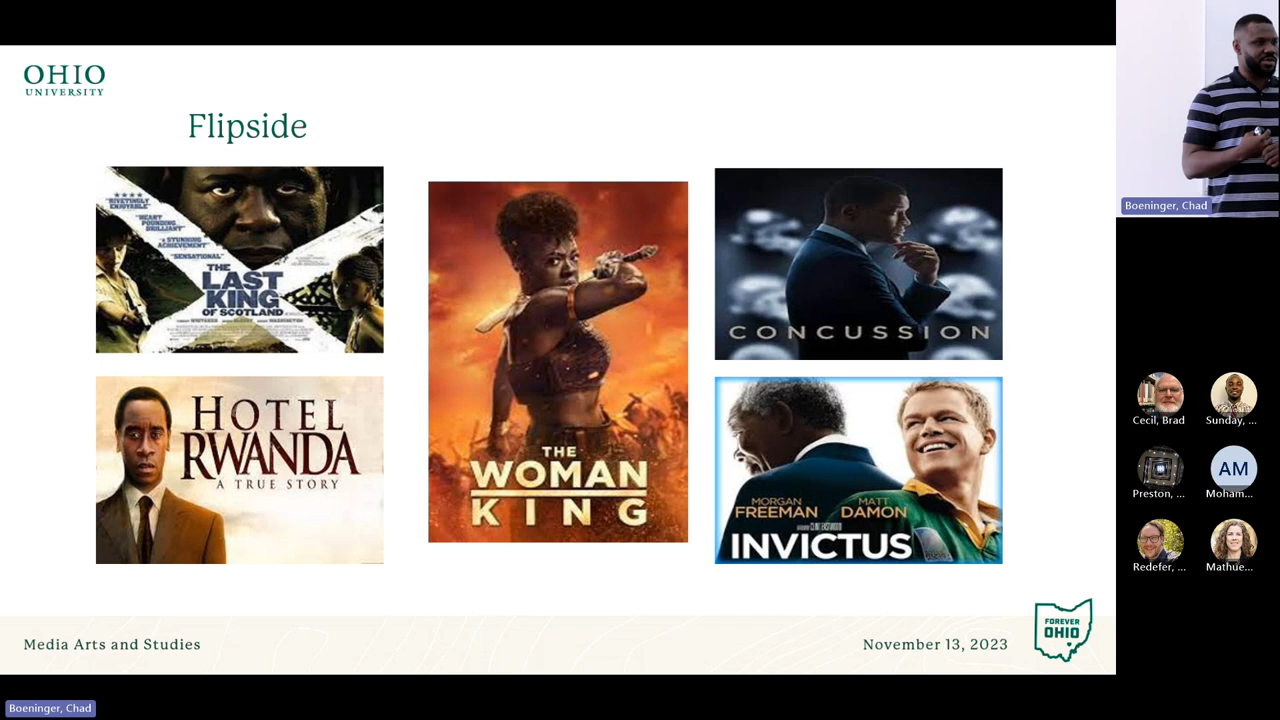 OHIO
UNIVERSITY
Flipside
★★★★
"RIVETINGLY
ENJOYABLE"
"HEART
POUNDING.
BRILLIANT"
"A STUNNING
ACHIEVEMENT"
"SENSATIONAL"
THE
LAST
KING
OF SCOTLAND
HOTEL
RWANDA
A TRUE STORY
THE
WOMAN
KING
CONCUSSION
MORGAN
FREEMAN
MATT
DAMON
INVICTUS
Media Arts and Studies
November 13, 2023
FOREVER
OHIO
Boeninger, Chad
Cecil, Brad
Sunday, ...
Preston, ...
AM
Moham...
Redefer, ...
Mathue...
Boeninger, Chad